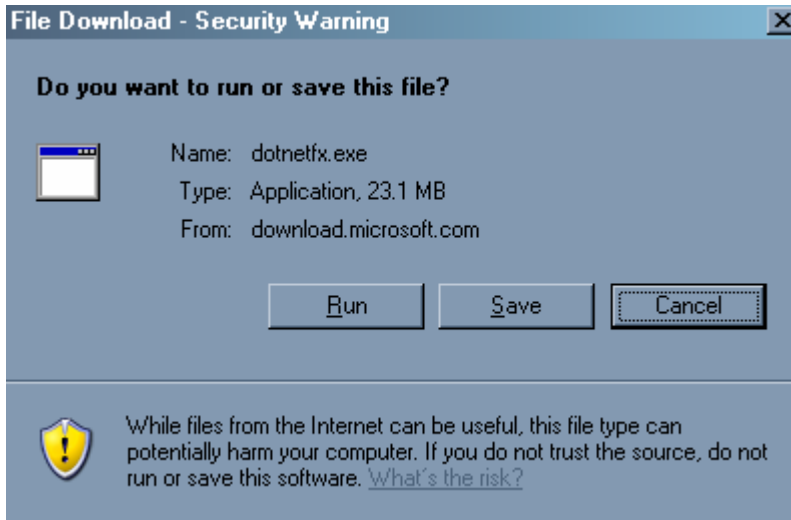 File Download - Security Warning
Do you want to run or save this file?
Name: dotnetfx.exe
Type: Application, 23.1 MB
From: download.microsoft.com
Run Save Cancel
While files from the Internet can be useful, this file type can
potentially harm your computer. If you do not trust the source, do not
run or save this software. What's the risk?